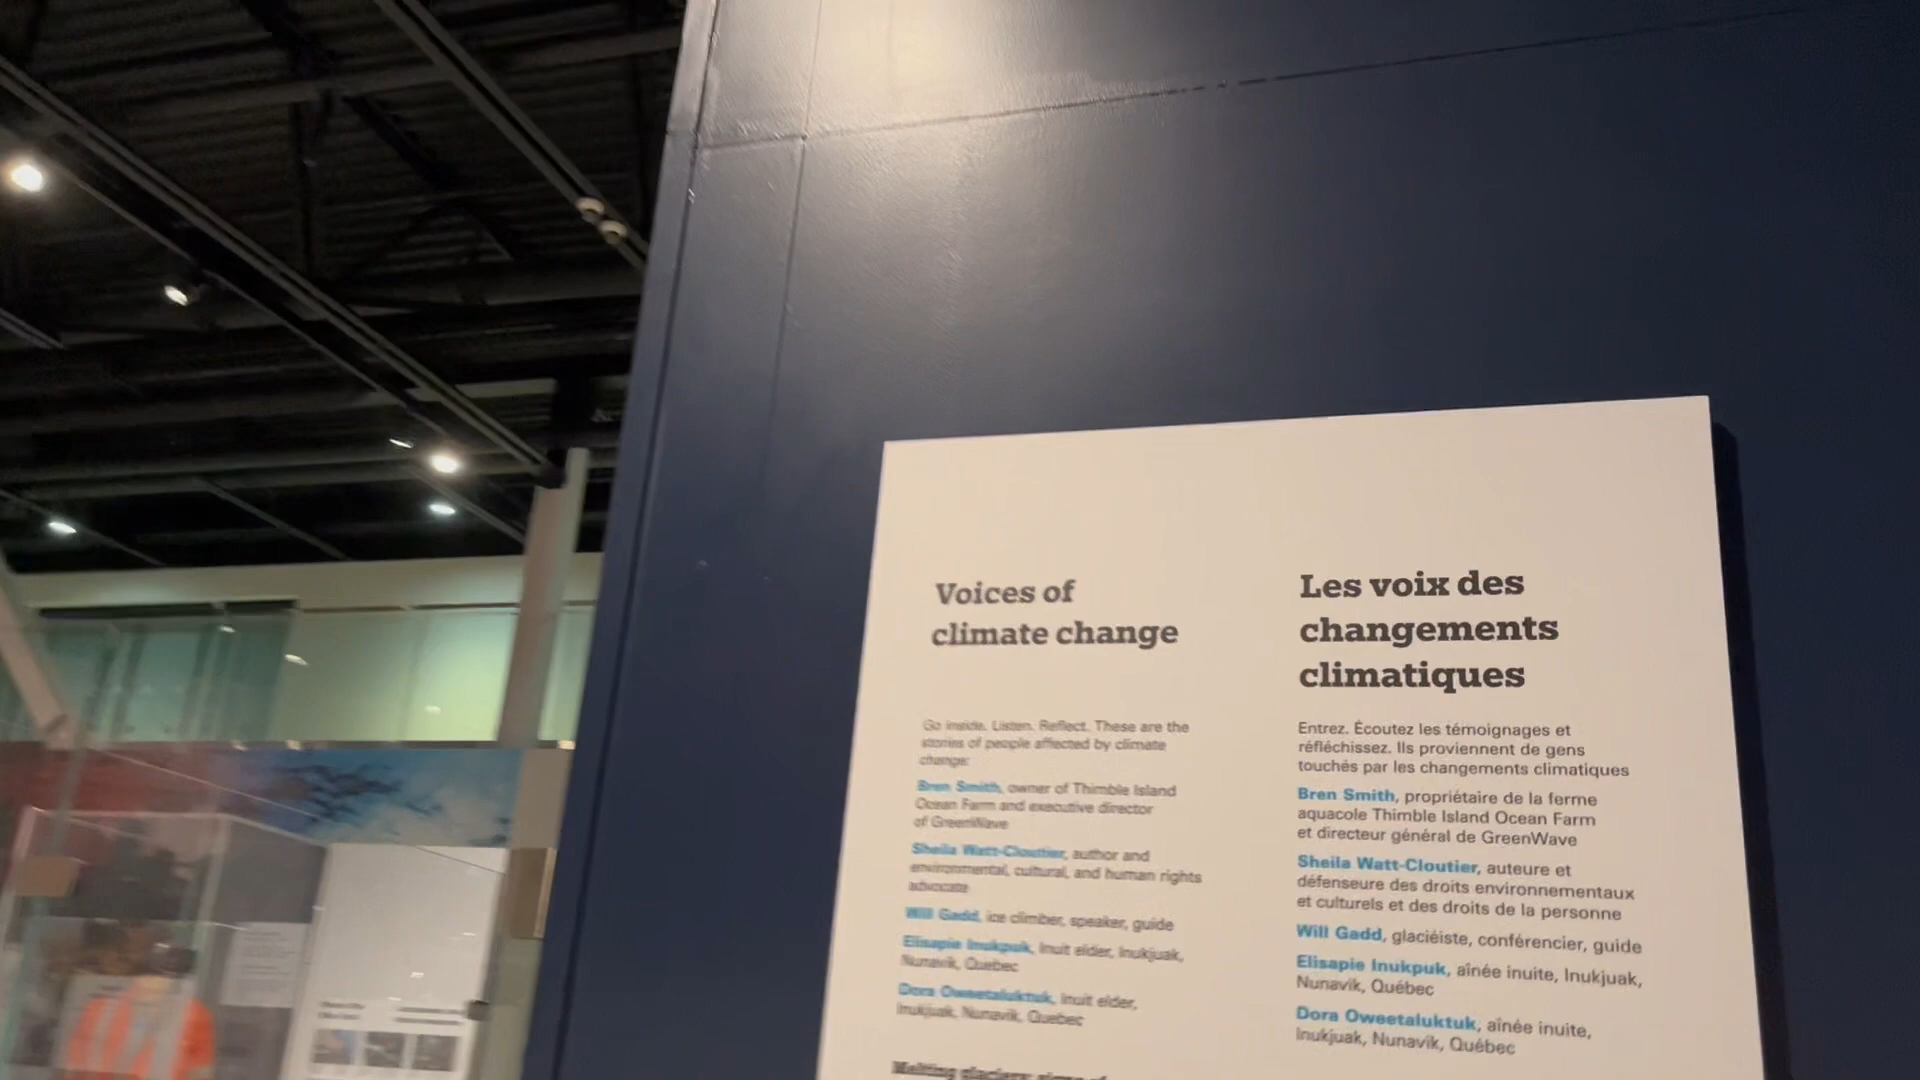 Voices of
climate change
Go inside. Listen. Reflect. These are the
stories of people affected by climate
change:
Bren Smith, owner of Thimble Island
Ocean Farm and executive director
of GreenWave
Sheila Watt-Cloutier, author and
environmental, cultural, and human rights
advocate
Will Gadd, ice climber, speaker, guide
Elisapie Inukpuk, Inuit elder, Inukjuak,
Nunavik, Quebec
Dora Oweetaluktuk, Inuit elder,
Inukjuak, Nunavik, Quebec
Melting glaciers: signs of
Les voix des
changements
climatiques
Entrez. Écoutez les témoignages et
réfléchissez. Ils proviennent de gens
touchés par les changements climatiques
Bren Smith, propriétaire de la ferme
aquacole Thimble Island Ocean Farm
et directeur général de GreenWave
Sheila Watt-Cloutier, auteure et
défenseure des droits environnementaux
et culturels et des droits de la personne
Will Gadd, glaciéiste, conférencier, guide
Elisapie Inukpuk, aînée inuite, Inukjuak,
Nunavik, Québec
Dora Oweetaluktuk, aînée inuite,
Inukjuak, Nunavik, Québec